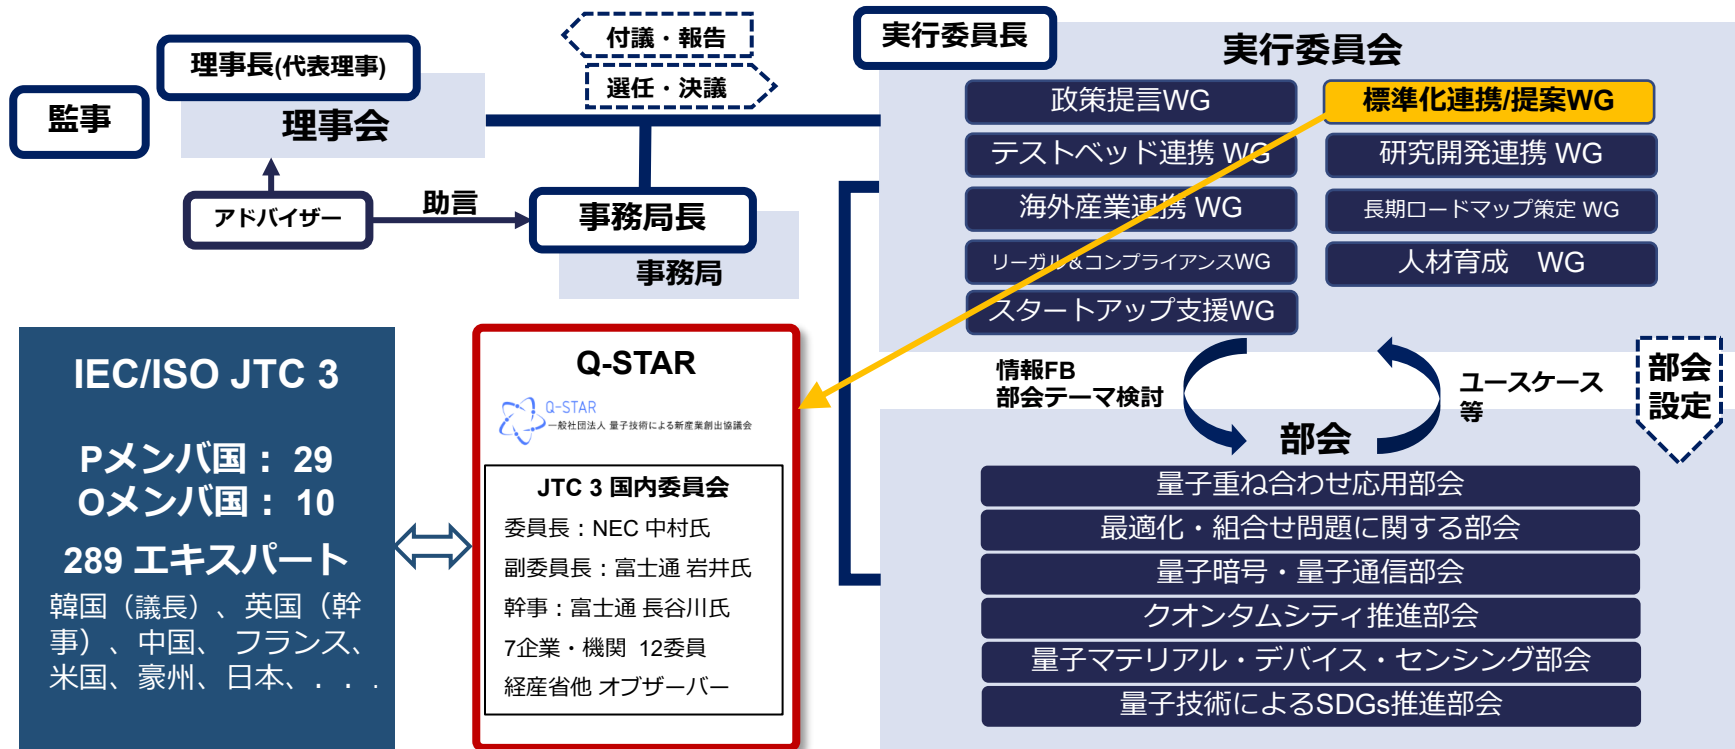 監事
理事長(代表理事)
理事会
アドバイザー
助言
事務局長
事務局
付議・報告
選任・決議
実行委員長
実行委員会
政策提言WG
標準化連携/提案WG
テストベッド連携 WG
研究開発連携 WG
海外産業連携 WG
長期ロードマップ策定 WG
リーガル&コンプライアンスWG
人材育成　WG
スタートアップ支援WG
情報FB
部会テーマ検討
ユースケース
等
部会
設定
部会
量子重ね合わせ応用部会
最適化・組合せ問題に関する部会
量子暗号・量子通信部会
クオンタムシティ推進部会
量子マテリアル・デバイス・センシング部会
量子技術によるSDGs推進部会
IEC/ISO JTC 3
Pメンバ国： 29
Oメンバ国： 10
289 エキスパート
韓国（議長）、英国（幹
事）、中国、フランス、
米国、豪州、日本、．．．
Q-STAR
Q-STAR
一般社団法人 量子技術による新産業創出協議会
JTC 3 国内委員会
委員長：NEC 中村氏
副委員長：富士通 岩井氏
幹事：富士通 長谷川氏
7企業・機関 12委員
経産省他 オブザーバー